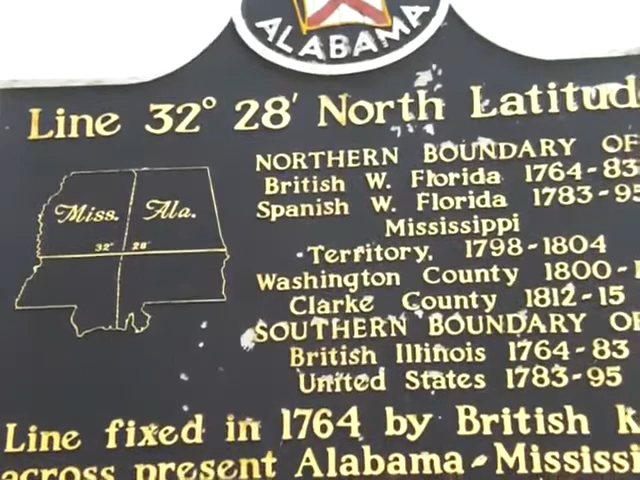 ALABAMA
Line 32° 28' North
NORTHERN BOUNDARY OF
British W. Florida 1764-83
Spanish W. Florida 1783-95
Mississippi
Territory, 1798-1804
Washington County 1800-
Clarke County 1812-15
SOUTHERN BOUNDARY OF
British Illinois 1764-83
United States 1783-95
Miss. Ala.
32° 28'
Line fixed in 1764 by British
across present Alabama-